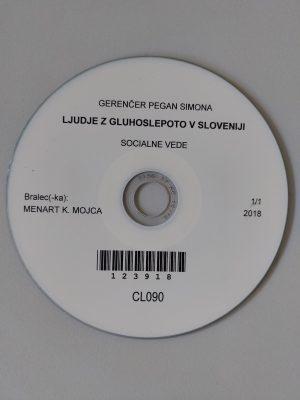 GERENČER PEGAN SIMONA
LJUDJE Z GLUHOSLEPOTO V SLOVENIJI
SOCIALNE VEDE
Bralec(-ka):
MENART K. MOJCA
1/1
2018
123918
CL090